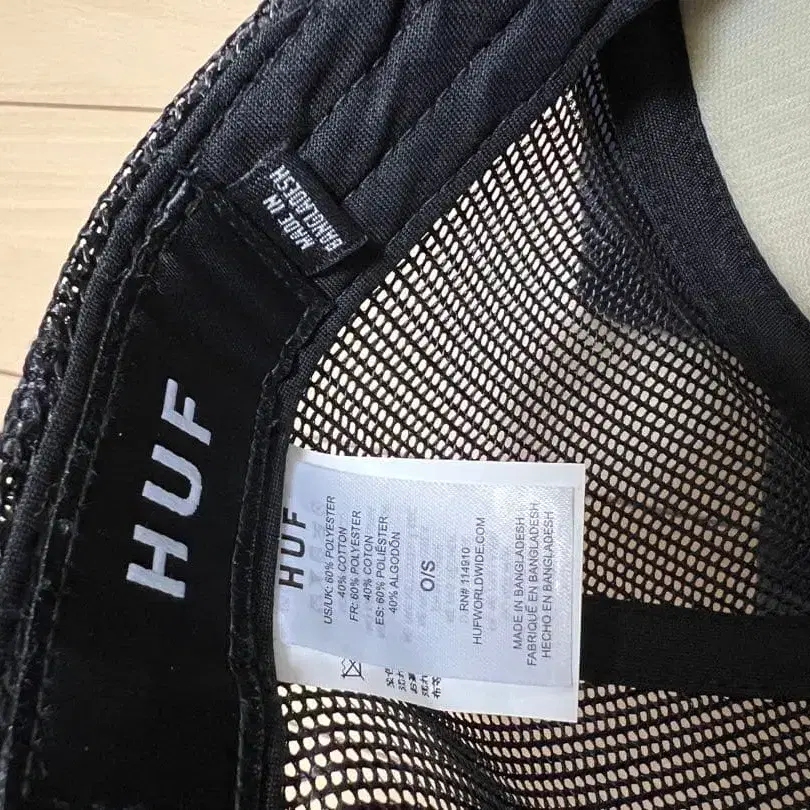 MADE IN
BANGLADESH
HUF
HUF
US/UK: 60% POLYESTER
40% COTTON
FR: 60% POLYESTER
40% COTON
ES: 60% POLIÉSTER
40% ALGODÓN
O/S
RN# 114910
HUFWORLDWIDE.COM
MADE IN BANGLADESH
FABRIQUÉ EN BANGLADESH
HECHO EN BANGLADESH